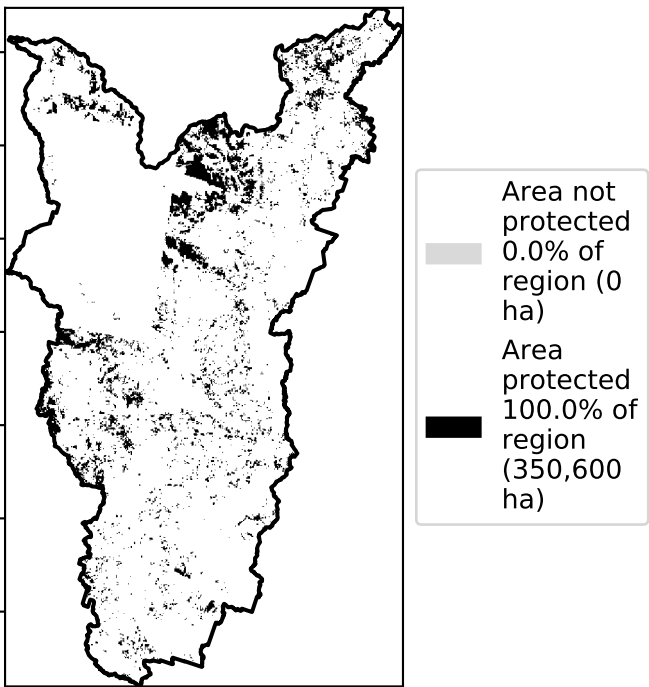 Area not
protected
0.0% of
region (0
ha)
Area
protected
100.0% of
region
(350,600
ha)